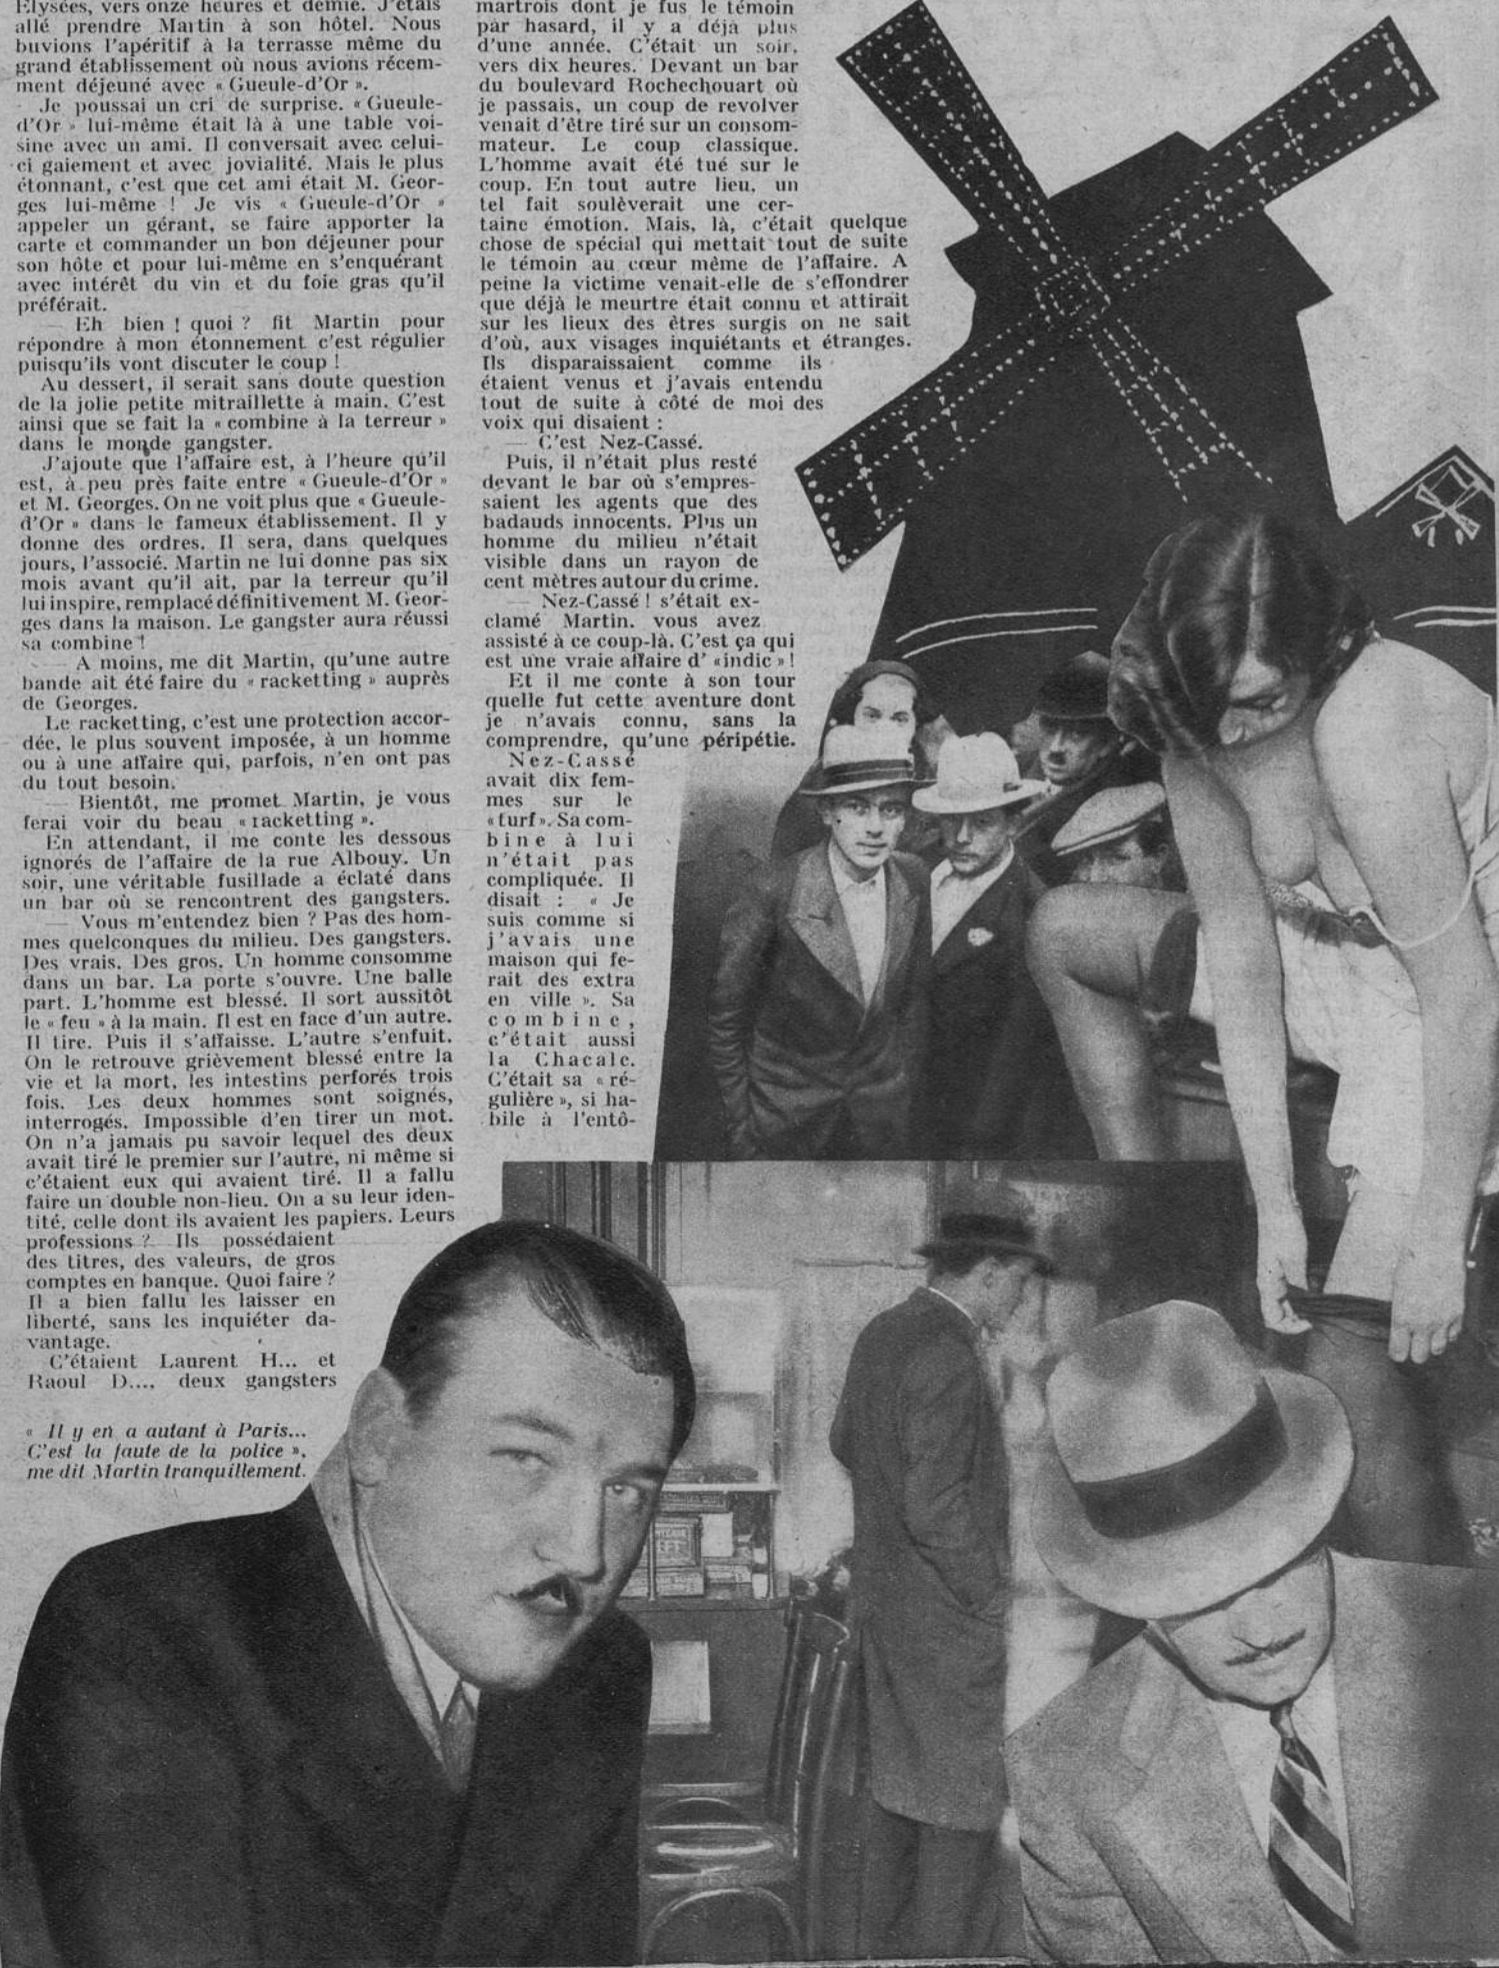 Elysées, vers onze heures et demie. J'étais
allé prendre Martin à son hôtel. Nous
buvions l'apéritif à la terrasse même du
grand établissement où nous avions récem-
ment déjeuné avec « Gueule-d'Or ».
Je poussai un cri de surprise. « Gueule-
d'Or » lui-même était là à une table voi-
sine avec un ami. Il conversait avec celui-
ci gaiement et avec jovialité. Mais le plus
étonnant, c'est que cet ami était M. Geor-
ges lui-même ! Je vis « Gueule-d'Or »
appeler un gérant, se faire apporter la
carte et commander un bon déjeuner pour
son hôte et pour lui-même en s'enquérant
avec intérêt du vin et du foie gras qu'il
préférait.
— Eh bien ! quoi ? fit Martin pour
répondre à mon étonnement c'est régulier
puisqu'ils vont discuter le coup !
Au dessert, il serait sans doute question
de la jolie petite mitraillette à main. C'est
ainsi que se fait la « combine à la terreur »
dans le monde gangster.
J'ajoute que l'affaire est, à l'heure qu'il
est, à peu près faite entre « Gueule-d'Or »
et M. Georges. On ne voit plus que « Gueule-
d'Or » dans le fameux établissement. Il y
donne des ordres. Il sera, dans quelques
jours, l'associé. Martin ne lui donne pas six
mois avant qu'il ait, par la terreur qu'il
lui inspire, remplacé définitivement M. Geor-
ges dans la maison. Le gangster aura réussi
sa combine !
— A moins, me dit Martin, qu'une autre
bande ait été faire du « racketting » auprès
de Georges.
Le racketting, c'est une protection accor-
dée, le plus souvent imposée, à un homme
ou à une affaire qui, parfois, n'en ont pas
du tout besoin.
— Bientôt, me promet Martin, je vous
ferai voir du beau « racketting ».
En attendant, il me conte les dessous
ignorés de l'affaire de la rue Albouy. Un
soir, une véritable fusillade a éclaté dans
un bar où se rencontrent des gangsters.
— Vous m'entendez bien ? Pas des hom-
mes quelconques du milieu. Des gangsters.
Des vrais. Des gros. Un homme consomme
dans un bar. La porte s'ouvre. Une balle
part. L'homme est blessé. Il sort aussitôt
le « feu » à la main. Il est en face d'un autre.
Il tire. Puis il s'affaisse. L'autre s'enfuit.
On le retrouve grièvement blessé entre la
vie et la mort, les intestins perforés trois
fois. Les deux hommes sont soignés,
interrogés. Impossible d'en tirer un mot.
On n'a jamais pu savoir lequel des deux
avait tiré le premier sur l'autre, ni même si
c'étaient eux qui avaient tiré. Il a fallu
faire un double non-lieu. On a su leur iden-
tité, celle dont ils avaient les papiers. Leurs
professions ? Ils possédaient
des titres, des valeurs, de gros
comptes en banque. Quoi faire ?
Il a bien fallu les laisser en
liberté, sans les inquiéter da-
vantage.
C'étaient Laurent H... et
Raoul D..., deux gangsters
« Il y en a autant à Paris...
C'est la faute de la police »,
me dit Martin tranquillement.
martrois dont je fus le témoin
par hasard, il y a déjà plus
d'une année. C'était un soir,
vers dix heures. Devant un bar
du boulevard Rochechouart où
je passais, un coup de revolver
venait d'être tiré sur un consom-
mateur. Le coup classique.
L'homme avait été tué sur le
coup. En tout autre lieu, un
tel fait soulèverait une cer-
taine émotion. Mais, là, c'était quelque
chose de spécial qui mettait tout de suite
le témoin au cœur même de l'affaire. A
peine la victime venait-elle de s'effondrer
que déjà le meurtre était connu et attirait
sur les lieux des êtres surgis on ne sait
d'où, aux visages inquiétants et étranges.
Ils disparaissaient comme ils
étaient venus et j'avais entendu
tout de suite à côté de moi des
voix qui disaient :
— C'est Nez-Cassé.
Puis, il n'était plus resté
devant le bar où s'empres-
saient les agents que des
badauds innocents. Plus un
homme du milieu n'était
visible dans un rayon de
cent mètres autour du crime.
— Nez-Cassé ! s'était ex-
clamé Martin. vous avez
assisté à ce coup-là. C'est ça qui
est une vraie affaire d' « indic » !
Et il me conte à son tour
quelle fut cette aventure dont
je n'avais connu, sans la
comprendre, qu'une péripétie.
Nez-Cassé
avait dix fem-
mes sur le
« turf ». Sa com-
bine à lui
n'était pas
compliquée. Il
disait : « Je
suis comme si
j'avais une
maison qui fe-
rait des extra
en ville ». Sa
combine,
c'était aussi
la Chacale.
C'était sa « ré-
gulière », si ha-
bile à l'entô-